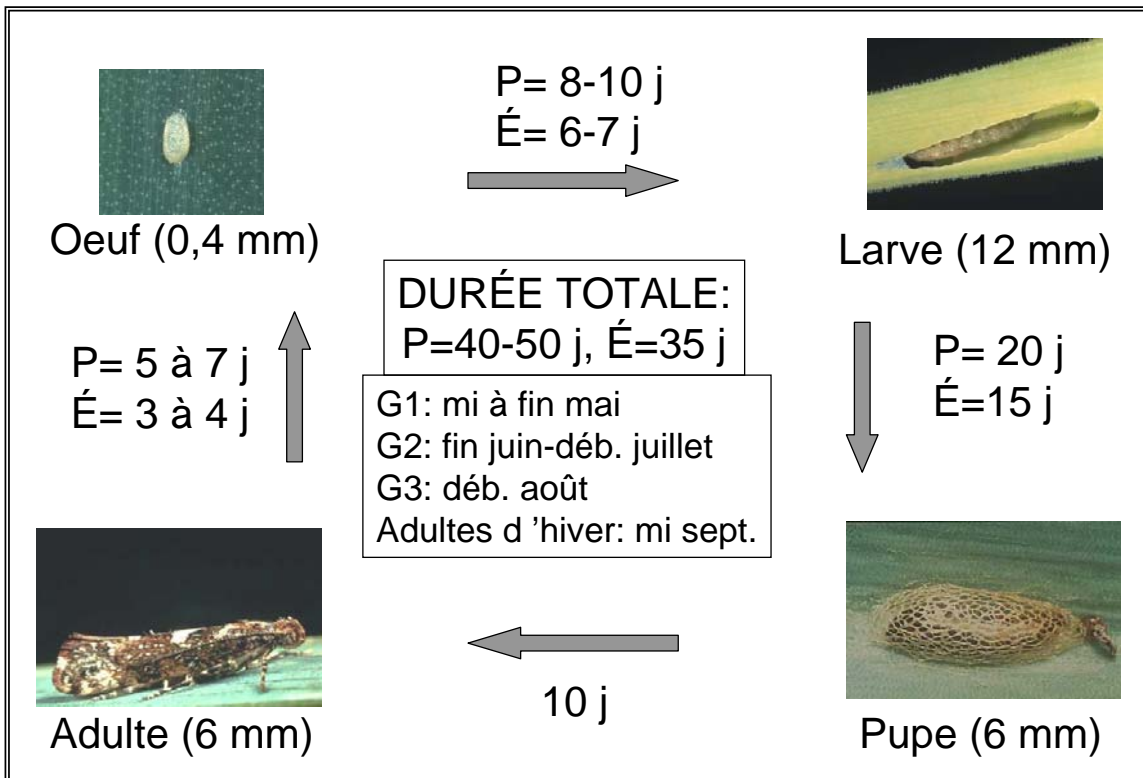 P= 8-10 j
É= 6-7 j
Oeuf (0,4 mm)
Larve (12 mm)
DURÉE TOTALE:
P=40-50 j, É=35 j
P= 5 à 7 j
É= 3 à 4 j
P= 20 j
É=15 j
G1: mi à fin mai
G2: fin juin-déb. juillet
G3: déb. août
Adultes d ’hiver: mi sept.
10 j
Adulte (6 mm)
Pupe (6 mm)